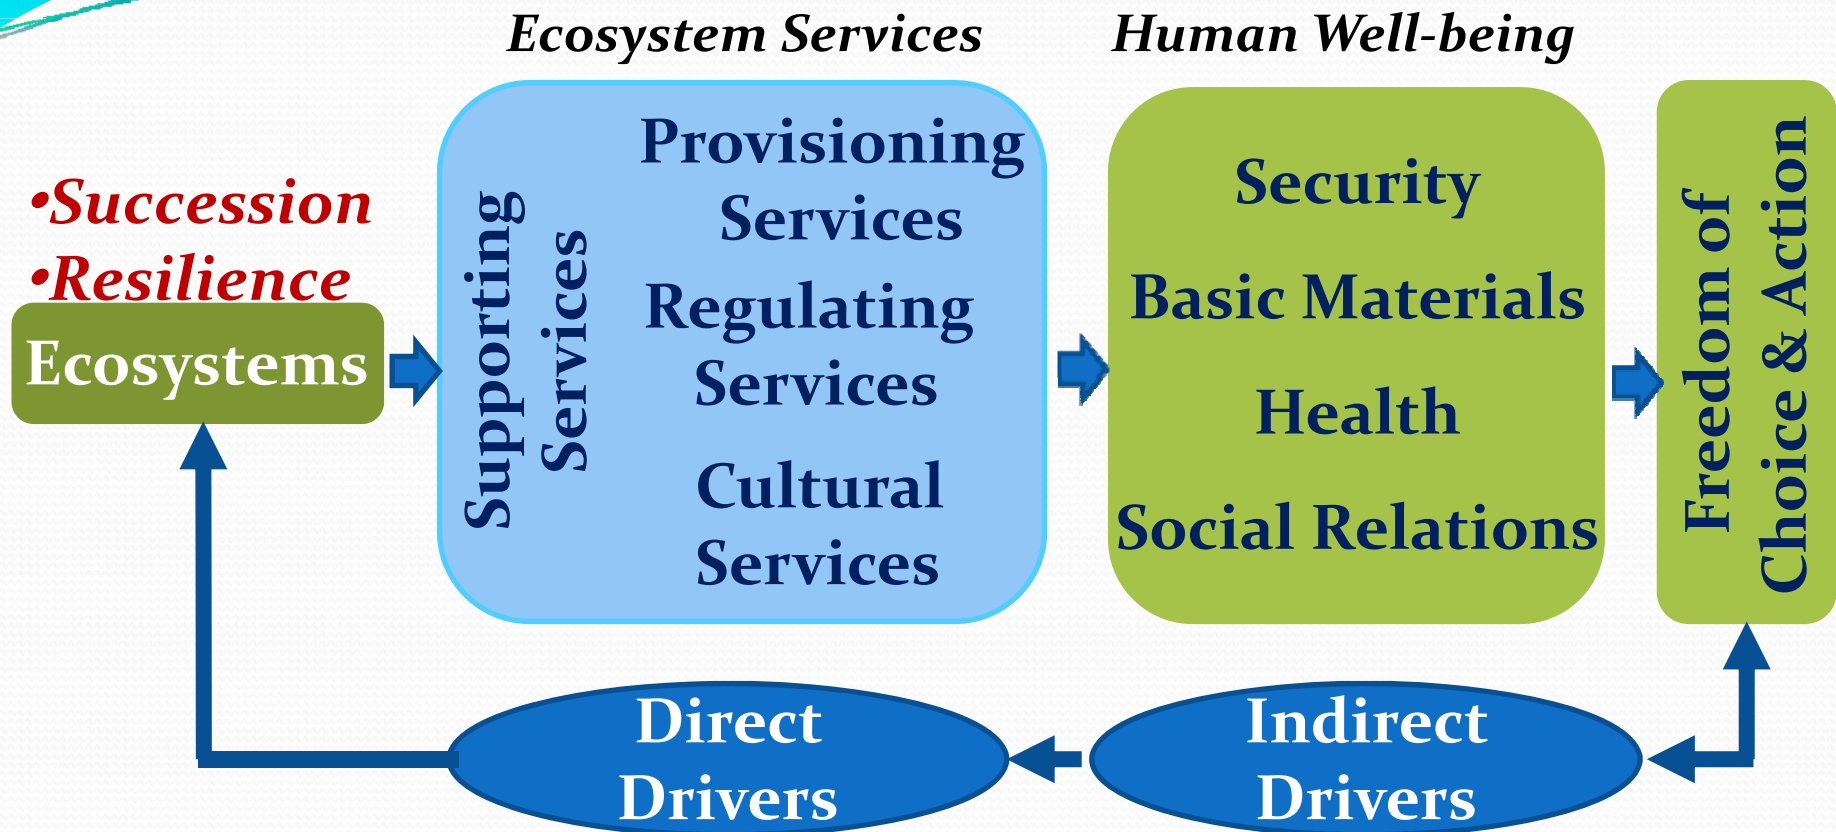 Ecosystem Services
Human Well-being
•Succession
•Resilience
Ecosystems
Supporting
Services
Provisioning
Services
Regulating
Services
Cultural
Services
Security
Basic Materials
Health
Social Relations
Freedom of
Choice & Action
Direct
Drivers
Indirect
Drivers